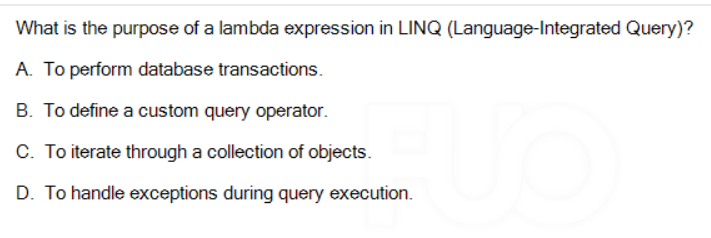 What is the purpose of a lambda expression in LINQ (Language-Integrated Query)?
A. To perform database transactions.
B. To define a custom query operator.
C. To iterate through a collection of objects.
D. To handle exceptions during query execution.
FUO